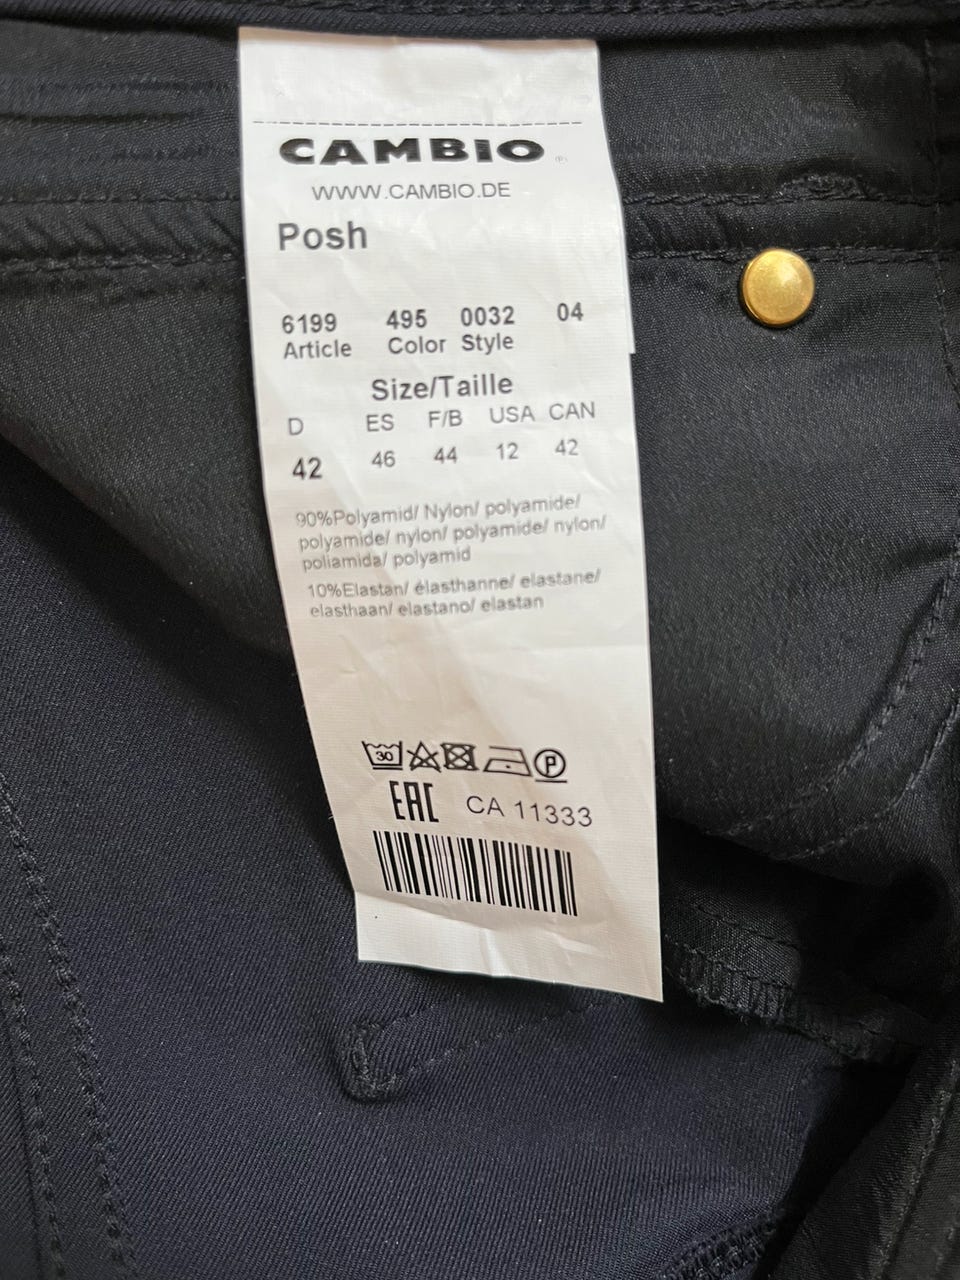 CAMBIO ®
WWW.CAMBIO.DE
Posh
6199 495 0032 04
Article Color Style
Size/Taille
D ES F/B USA CAN
42 46 44 12 42
90%Polyamid/ Nylon/ polyamide/
polyamide/ nylon/ polyamide/ nylon/
poliamida/ polyamid
10%Elastan/ élasthanne/ elastane/
elasthaan/ elastano/ elastan
30 P
EAC CA 11333